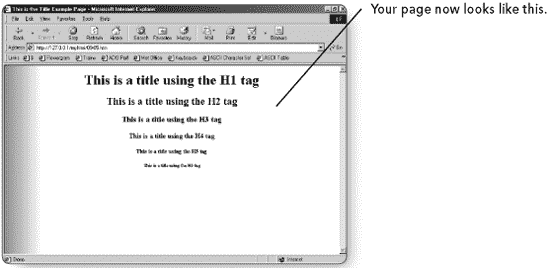 This is the Title Example Page - Microsoft Internet Explorer
Your page now looks like this.
File Edit View Favorites Tools Help
Back Stop Refresh Home Search Favorites History Mail Print Edit Discuss
Address
Links
This is a title using the H1 tag
This is a title using the H2 tag
This is a title using the H3 tag
This is a title using the H4 tag
This is a title using the H5 tag
This is a title using the H6 tag
Done Internet